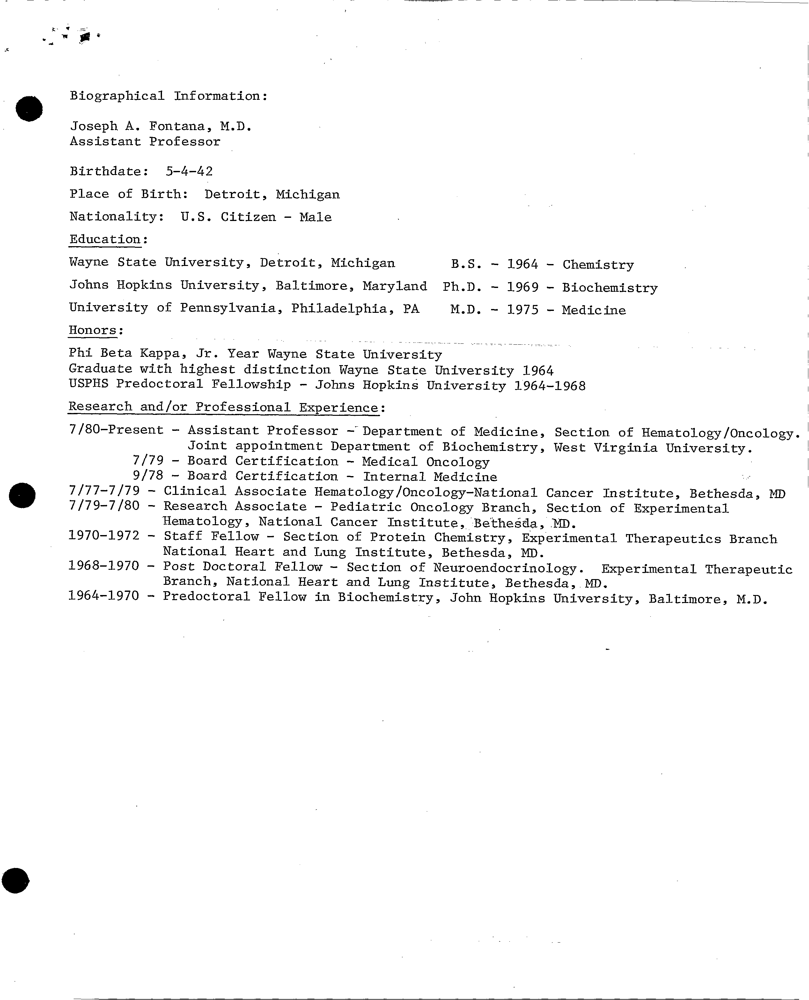 Biographical Information:
Joseph A. Fontana, M.D.
Assistant Professor
Birthdate: 5-4-42
Place of Birth: Detroit, Michigan
Nationality: U.S. Citizen - Male
Education:
Wayne State University, Detroit, Michigan B.S. - 1964 - Chemistry
Johns Hopkins University, Baltimore, Maryland Ph.D. - 1969 - Biochemistry
University of Pennsylvania, Philadelphia, PA M.D. - 1975 - Medicine
Honors:
Phi Beta Kappa, Jr. Year Wayne State University
Graduate with highest distinction Wayne State University 1964
USPHS Predoctoral Fellowship - Johns Hopkins University 1964-1968
Research and/or Professional Experience:
7/80-Present - Assistant Professor - Department of Medicine, Section of Hematology/Oncology.
Joint appointment Department of Biochemistry, West Virginia University.
7/79 - Board Certification - Medical Oncology
9/78 - Board Certification - Internal Medicine
7/77-7/79 - Clinical Associate Hematology/Oncology-National Cancer Institute, Bethesda, MD
7/79-7/80 - Research Associate - Pediatric Oncology Branch, Section of Experimental
Hematology, National Cancer Institute, Bethesda, MD.
1970-1972 - Staff Fellow - Section of Protein Chemistry, Experimental Therapeutics Branch
National Heart and Lung Institute, Bethesda, MD.
1968-1970 - Post Doctoral Fellow - Section of Neuroendocrinology. Experimental Therapeutic
Branch, National Heart and Lung Institute, Bethesda, MD.
1964-1970 - Predoctoral Fellow in Biochemistry, John Hopkins University, Baltimore, M.D.